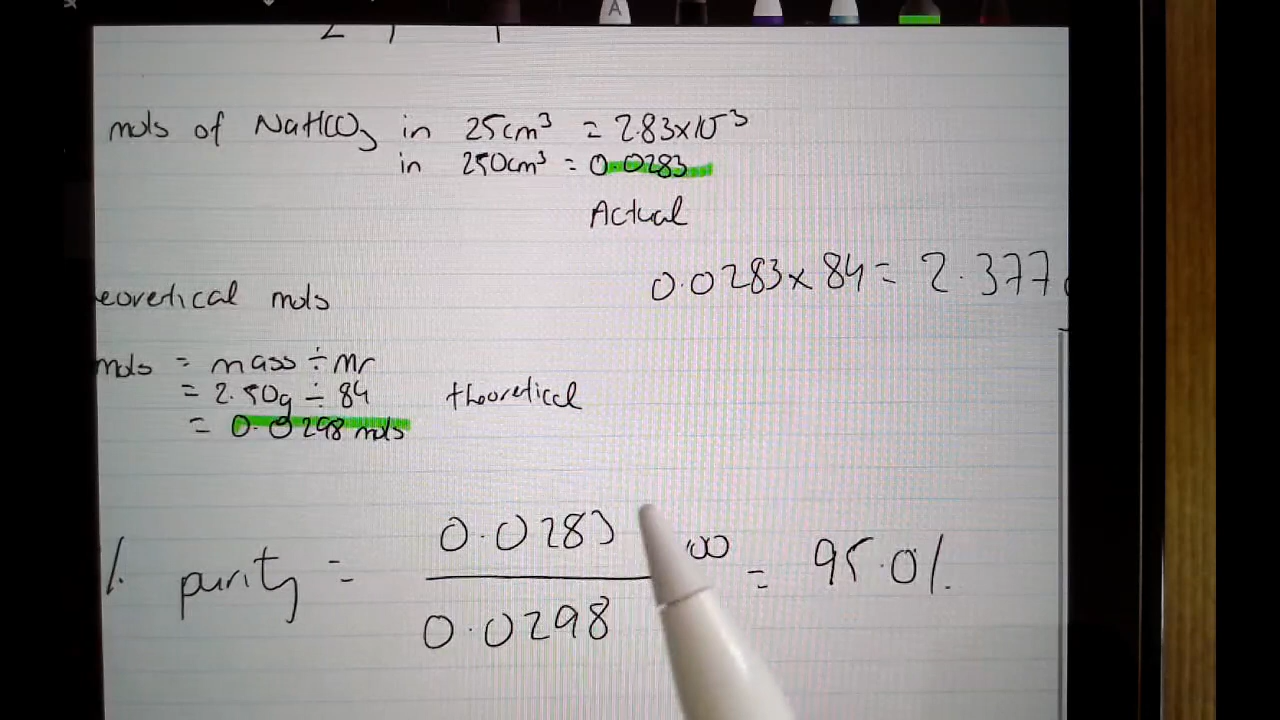 mols of NaHCO₃ in 25cm³ = 2.83x10⁻³
in 250cm³ = 0.0283
Actual
0.0283 x 84 = 2.377
eoretical mols
mols = mass ÷ Mr
= 2.50g ÷ 84 theoretical
= 0.0298 mols
% purity = 0.0283 / 0.0298 00 = 95.0%